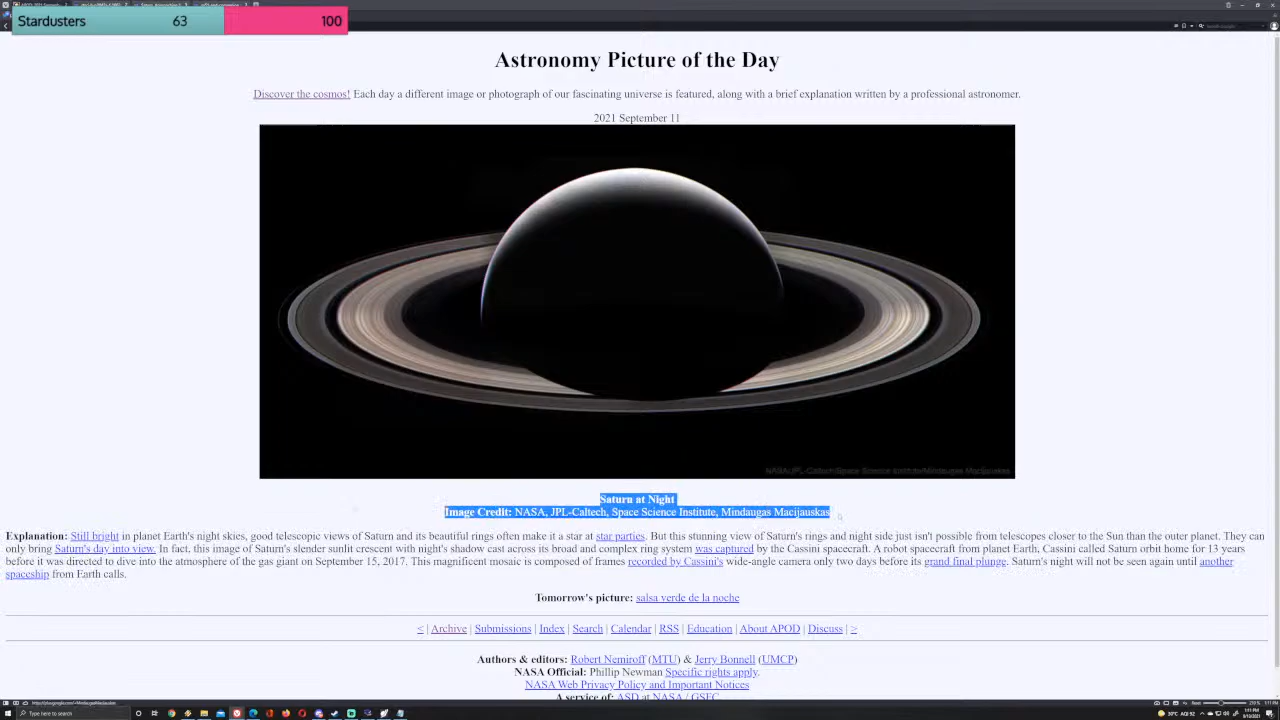 Stardusters 63 100
Astronomy Picture of the Day
Discover the cosmos! Each day a different image or photograph of our fascinating universe is featured, along with a brief explanation written by a professional astronomer.
2021 September 11
NASA/JPL-Caltech/Space Science Institute/Mindaugas Macijauskas
Saturn at Night
Image Credit: NASA, JPL-Caltech, Space Science Institute, Mindaugas Macijauskas
Explanation: Still bright in planet Earth's night skies, good telescopic views of Saturn and its beautiful rings often make it a star at star parties. But this stunning view of Saturn's rings and night side just isn't possible from telescopes closer to the Sun than the outer planet. They can
only bring Saturn's day into view. In fact, this image of Saturn's slender sunlit crescent with night's shadow cast across its broad and complex ring system was captured by the Cassini spacecraft. A robot spacecraft from planet Earth, Cassini called Saturn orbit home for 13 years
before it was directed to dive into the atmosphere of the gas giant on September 15, 2017. This magnificent mosaic is composed of frames recorded by Cassini's wide-angle camera only two days before its grand final plunge. Saturn's night will not be seen again until another
spaceship from Earth calls.
Tomorrow's picture: salsa verde de la noche
< | Archive | Submissions | Index | Search | Calendar | RSS | Education | About APOD | Discuss | >
Authors & editors: Robert Nemiroff (MTU) & Jerry Bonnell (UMCP)
NASA Official: Phillip Newman Specific rights apply.
NASA Web Privacy Policy and Important Notices
A service of: ASD at NASA / GSFC
Type here to search